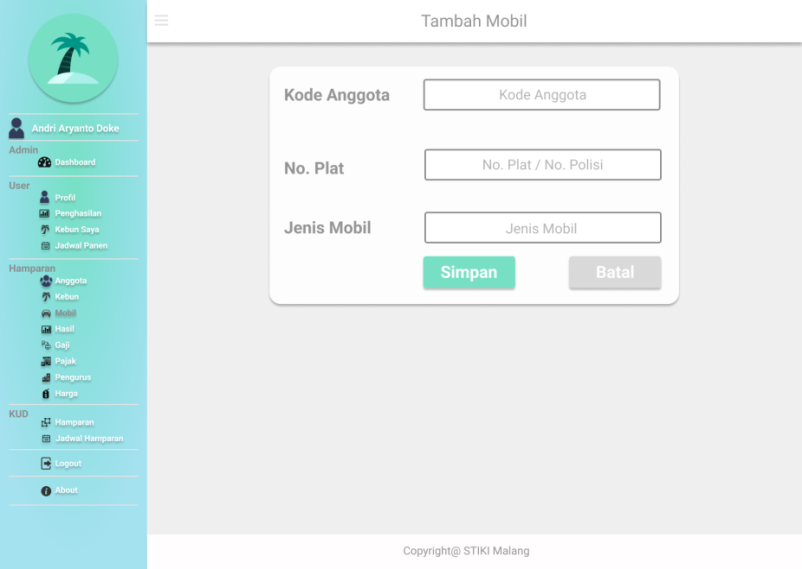 Tambah Mobil
Andri Aryanto Doke
Admin
Dashboard
User
Profil
Penghasilan
Kebun Saya
Jadwal Panen
Hamparan
Anggota
Kebun
Mobil
Hasil
Gaji
Pajak
Pengurus
Harga
KUD
Hamparan
Jadwal Hamparan
Logout
About
Kode Anggota Kode Anggota
No. Plat No. Plat / No. Polisi
Jenis Mobil Jenis Mobil
Simpan Batal
Copyright@ STIKI Malang